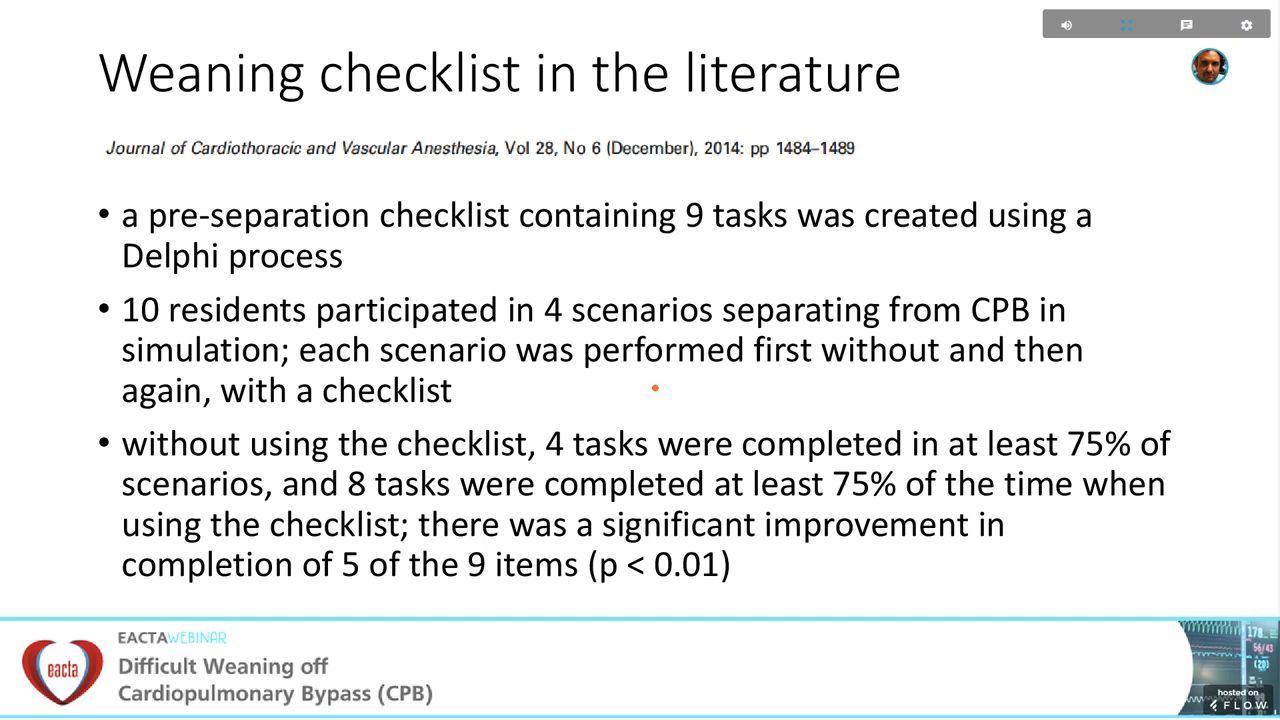 Weaning checklist in the literature
Journal of Cardiothoracic and Vascular Anesthesia, Vol 28, No 6 (December), 2014: pp 1484–1489
• a pre-separation checklist containing 9 tasks was created using a
Delphi process
• 10 residents participated in 4 scenarios separating from CPB in
simulation; each scenario was performed first without and then
again, with a checklist
• without using the checklist, 4 tasks were completed in at least 75% of
scenarios, and 8 tasks were completed at least 75% of the time when
using the checklist; there was a significant improvement in
completion of 5 of the 9 items (p < 0.01)
EACTAWEBINAR
eacta
Difficult Weaning off
Cardiopulmonary Bypass (CPB)
178
56/43
(20)
hosted on
FLOW